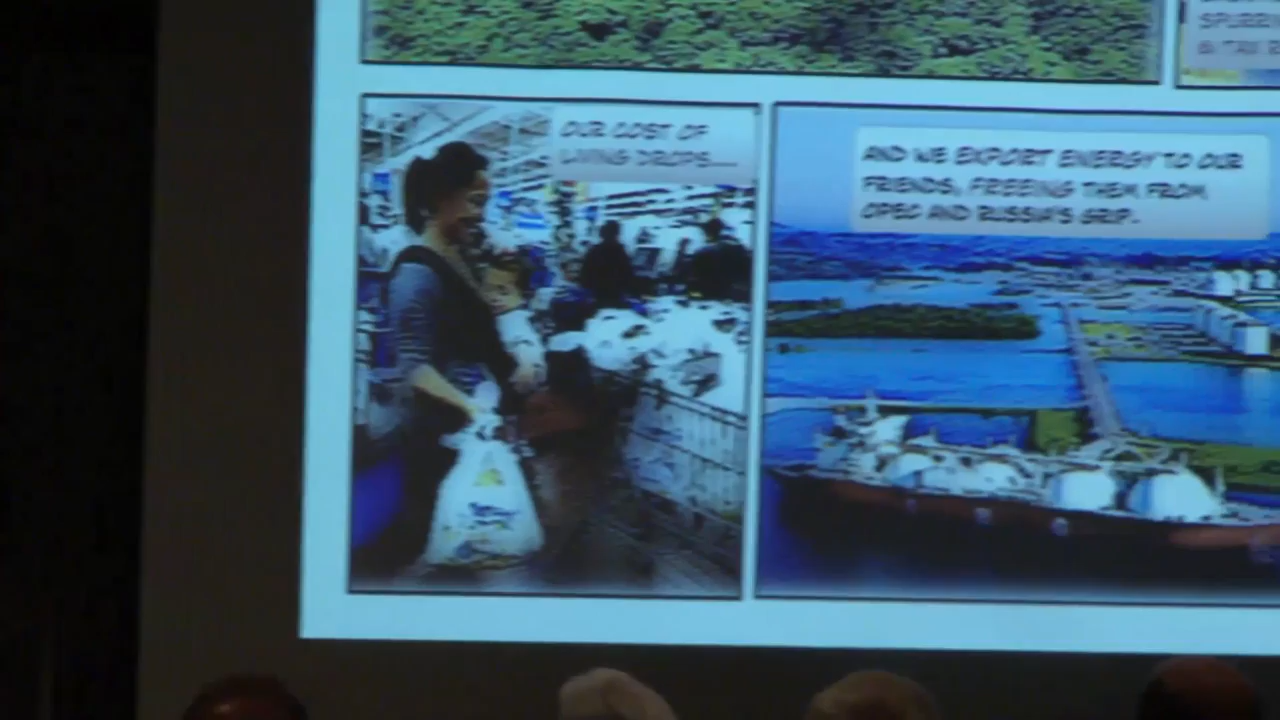 & TAX
OUR COST OF
LIVING DROPS...
AND WE EXPORT ENERGY TO OUR
FRIENDS, FREEING THEM FROM
OPEC AND RUSSIA'S GRIP.